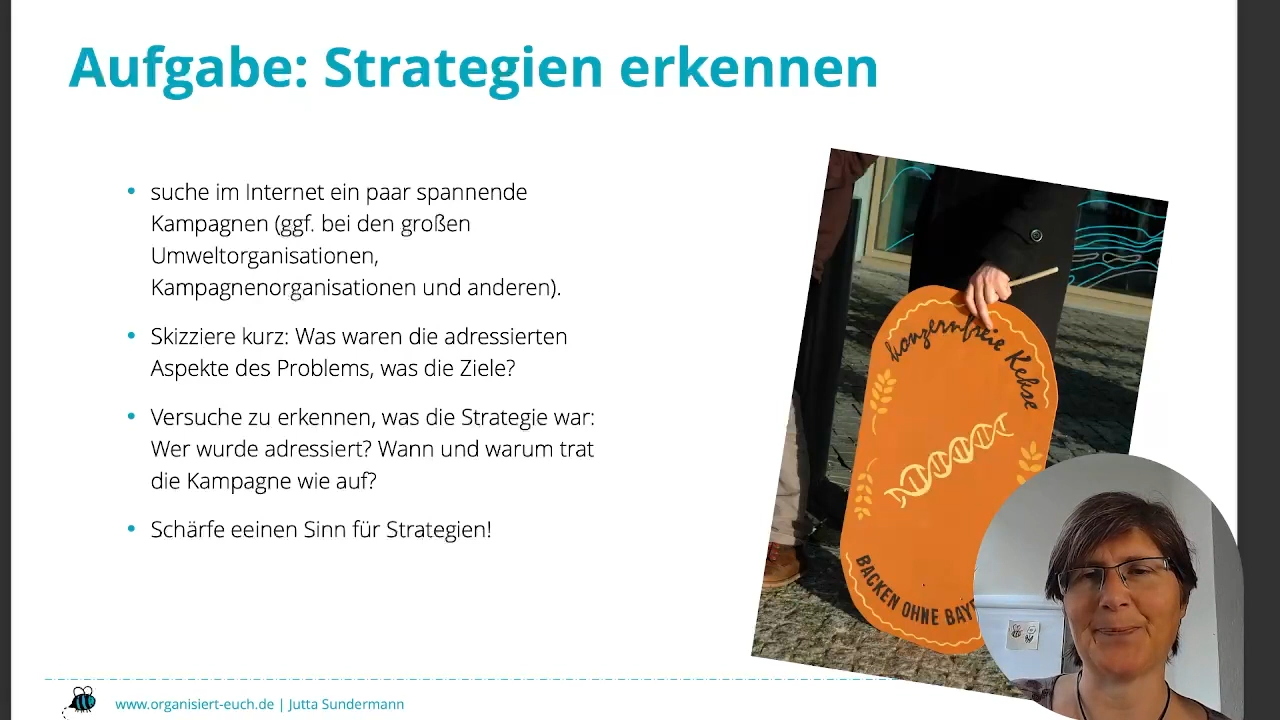 Aufgabe: Strategien erkennen
suche im Internet ein paar spannende
Kampagnen (ggf. bei den großen
Umweltorganisationen,
Kampagnenorganisationen und anderen).
Skizziere kurz: Was waren die adressierten
Aspekte des Problems, was die Ziele?
Versuche zu erkennen, was die Strategie war:
Wer wurde adressiert? Wann und warum trat
die Kampagne wie auf?
Schärfe eeinen Sinn für Strategien!
konzernfreie Kekse
BACKEN OHNE
www.organisiert-euch.de | Jutta Sundermann